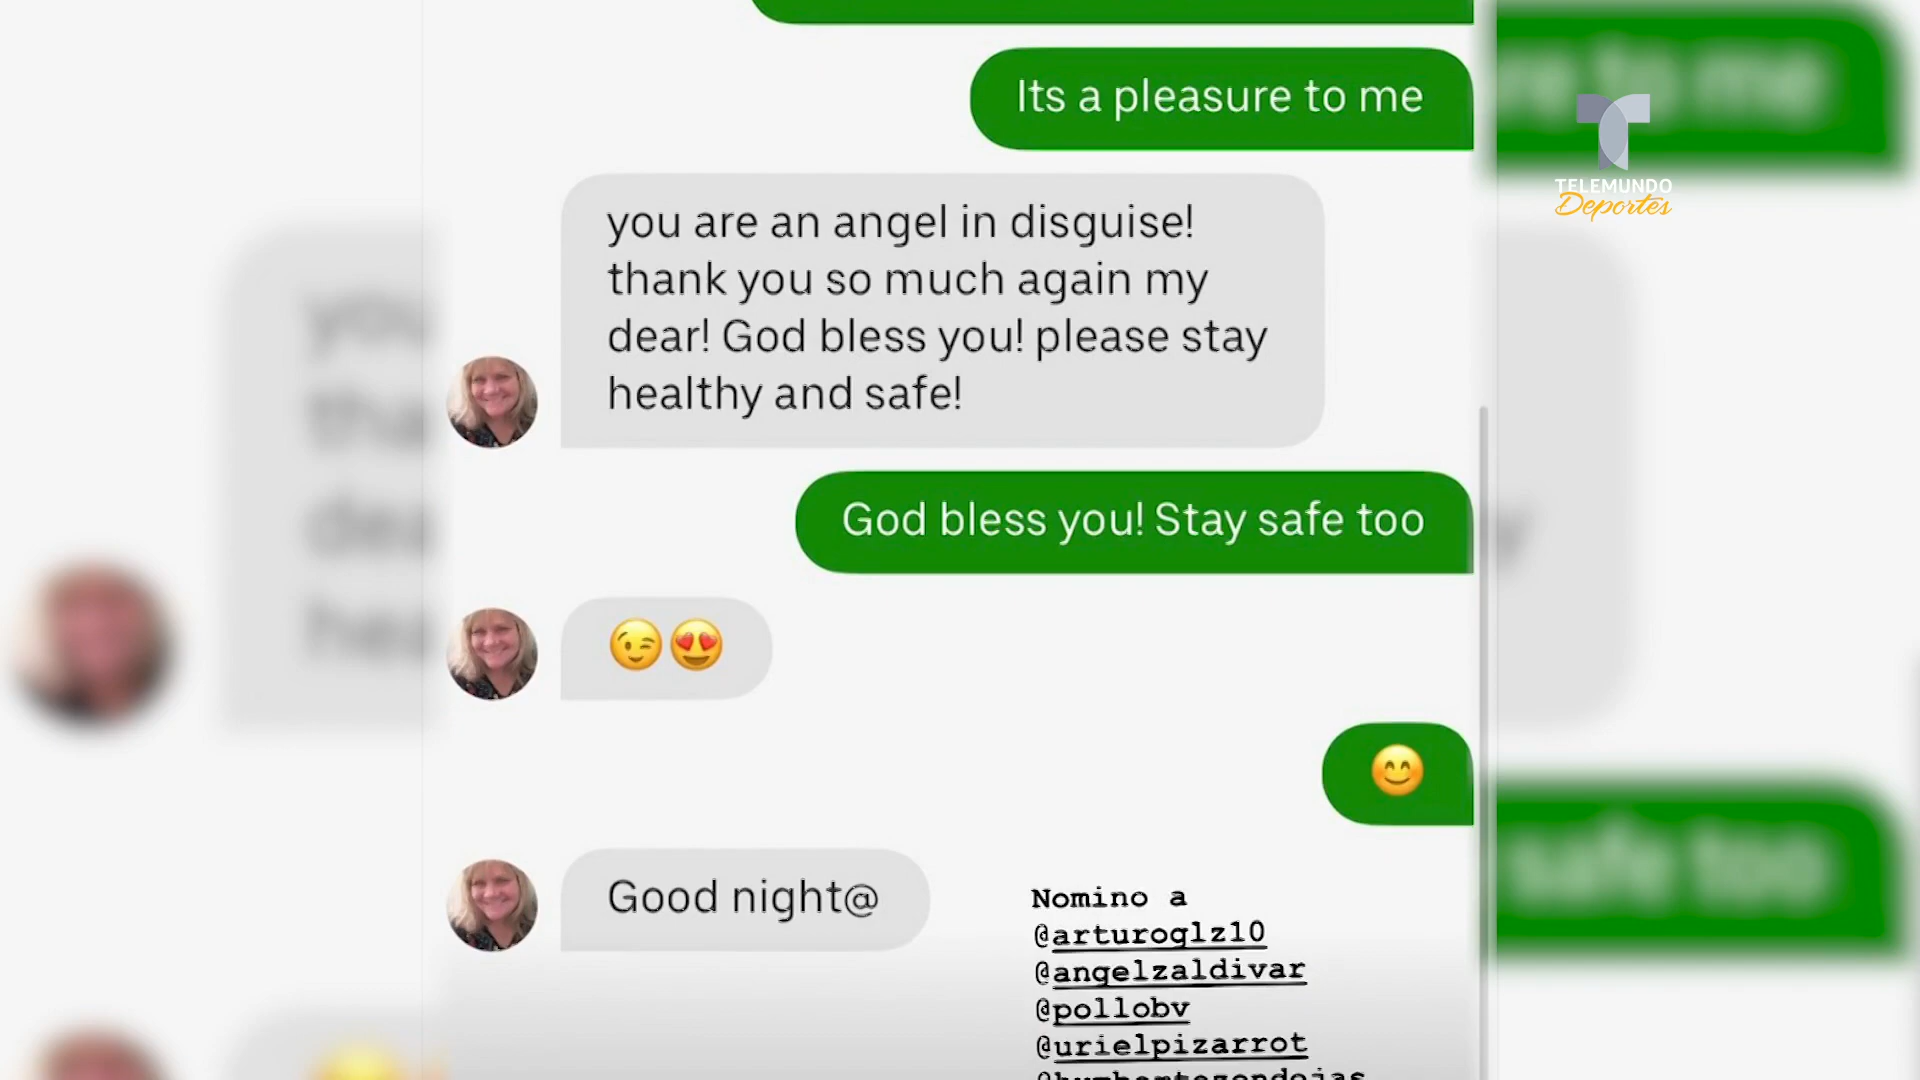 Its a pleasure to me
TELEMUNDO
Deportes
you are an angel in disguise!
thank you so much again my
dear! God bless you! please stay
healthy and safe!
God bless you! Stay safe too
😉😍
😊
Good night@
Nomino a
@arturoglz10
@angelzaldivar
@pollobv
@urielpizarrot